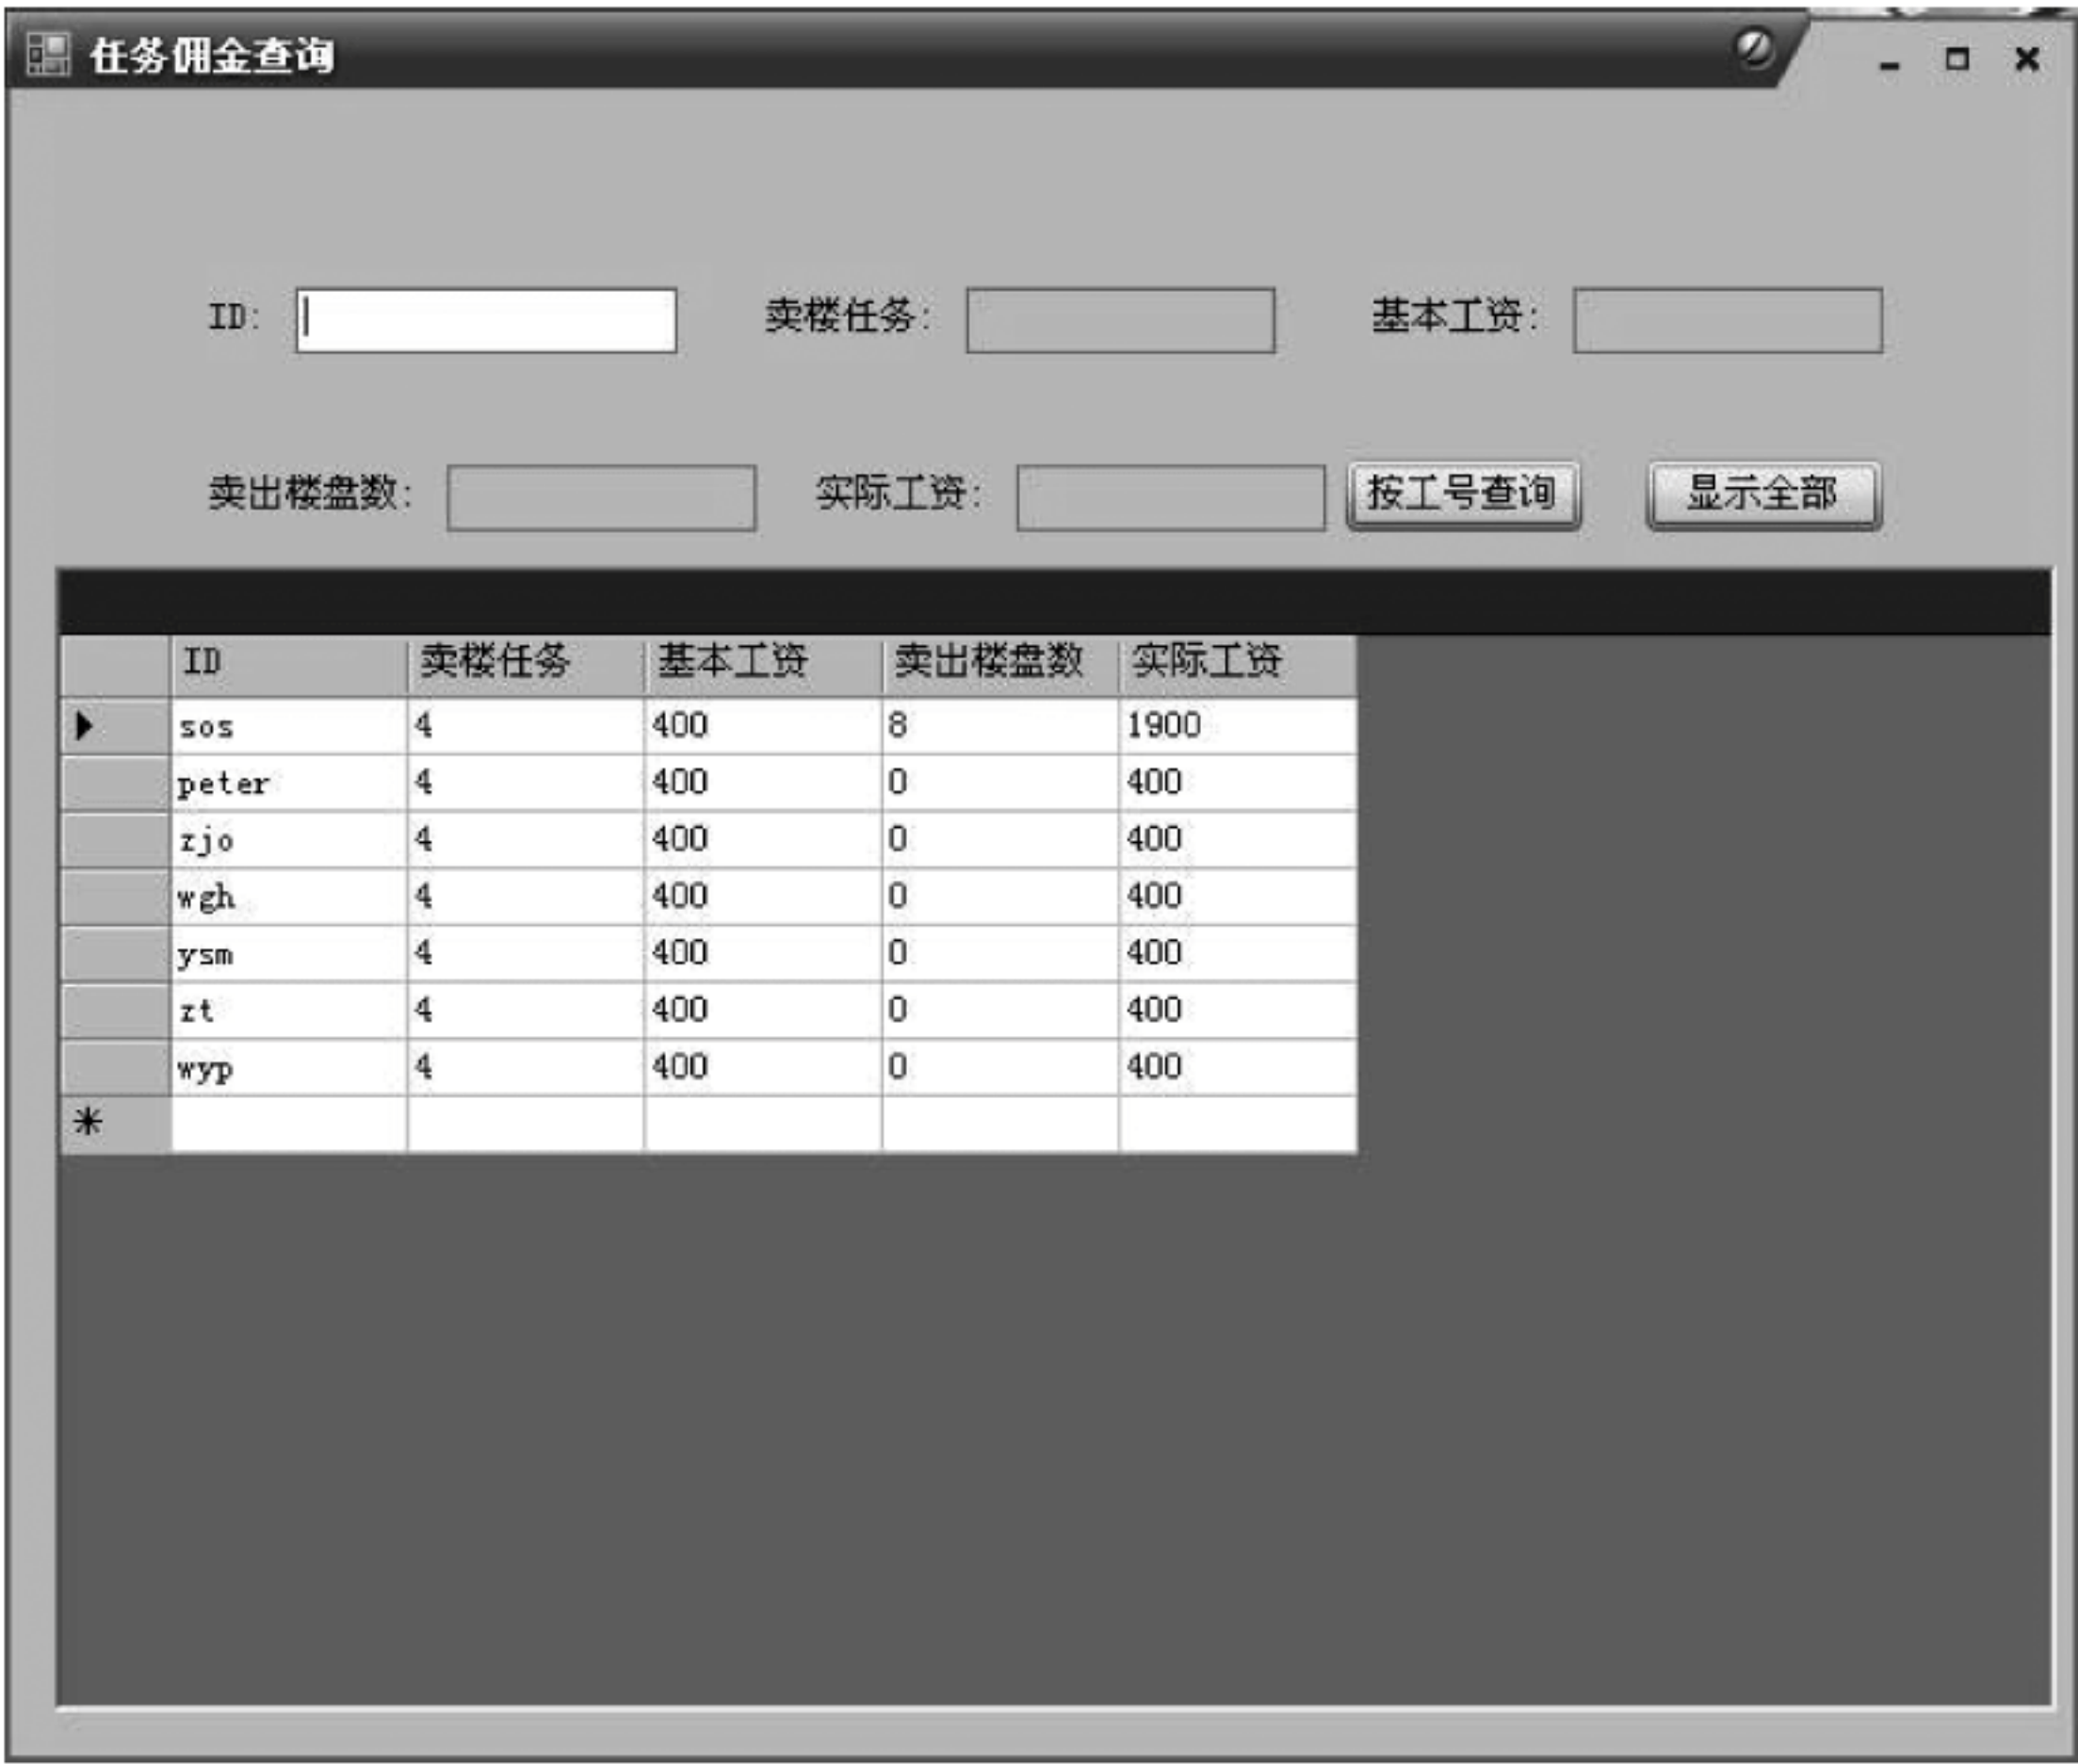 任务佣金查询
ID: 卖楼任务: 基本工资:
卖出楼盘数: 实际工资: 按工号查询 显示全部
ID 卖楼任务 基本工资 卖出楼盘数 实际工资
sos 4 400 8 1900
peter 4 400 0 400
zjo 4 400 0 400
wgh 4 400 0 400
ysm 4 400 0 400
zt 4 400 0 400
wyp 4 400 0 400